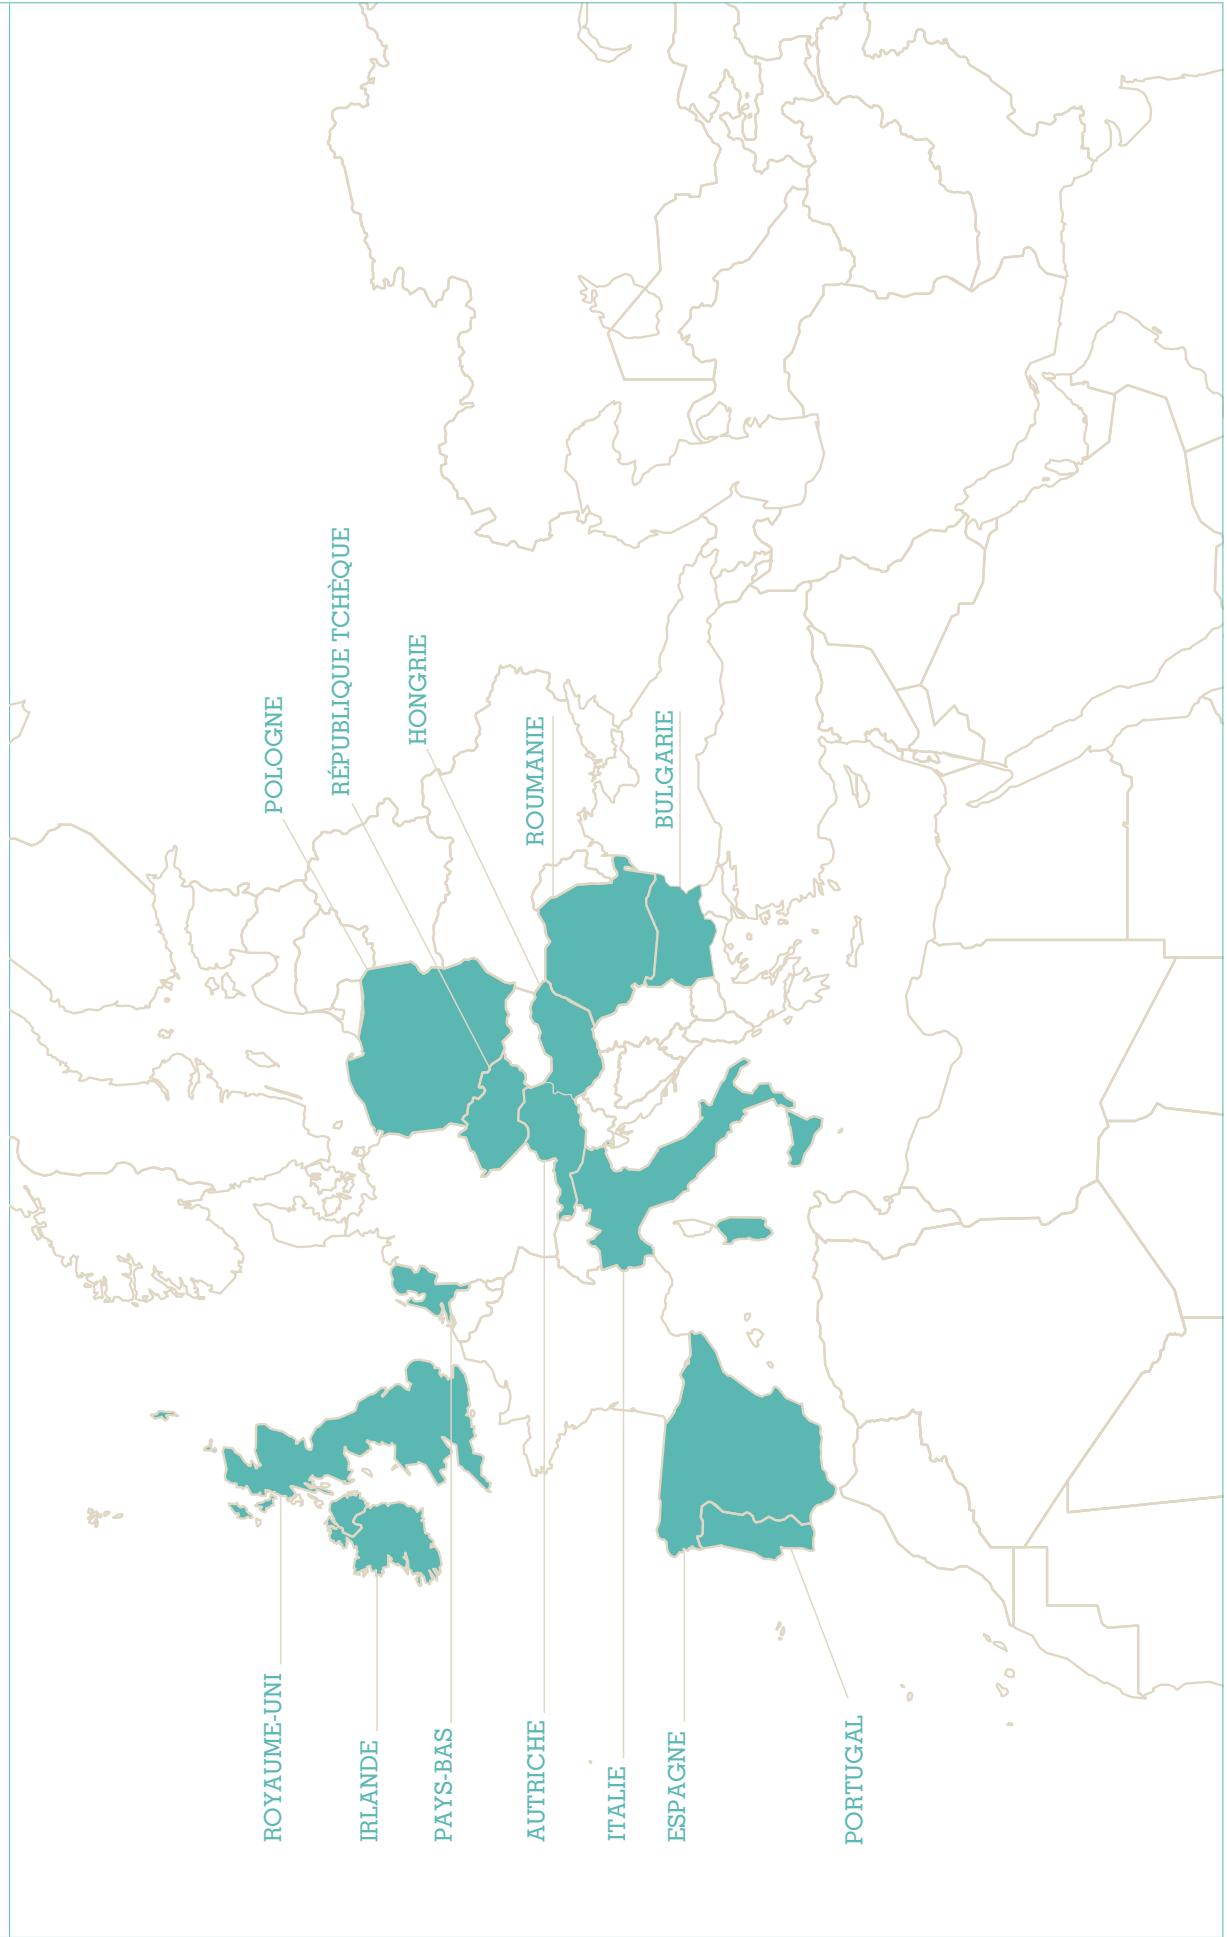 POLOGNE
RÉPUBLIQUE TCHÈQUE
HONGRIE
ROUMANIE
BULGARIE
ROYAUME-UNI
IRLANDE
PAYS-BAS
AUTRICHE
ITALIE
ESPAGNE
PORTUGAL